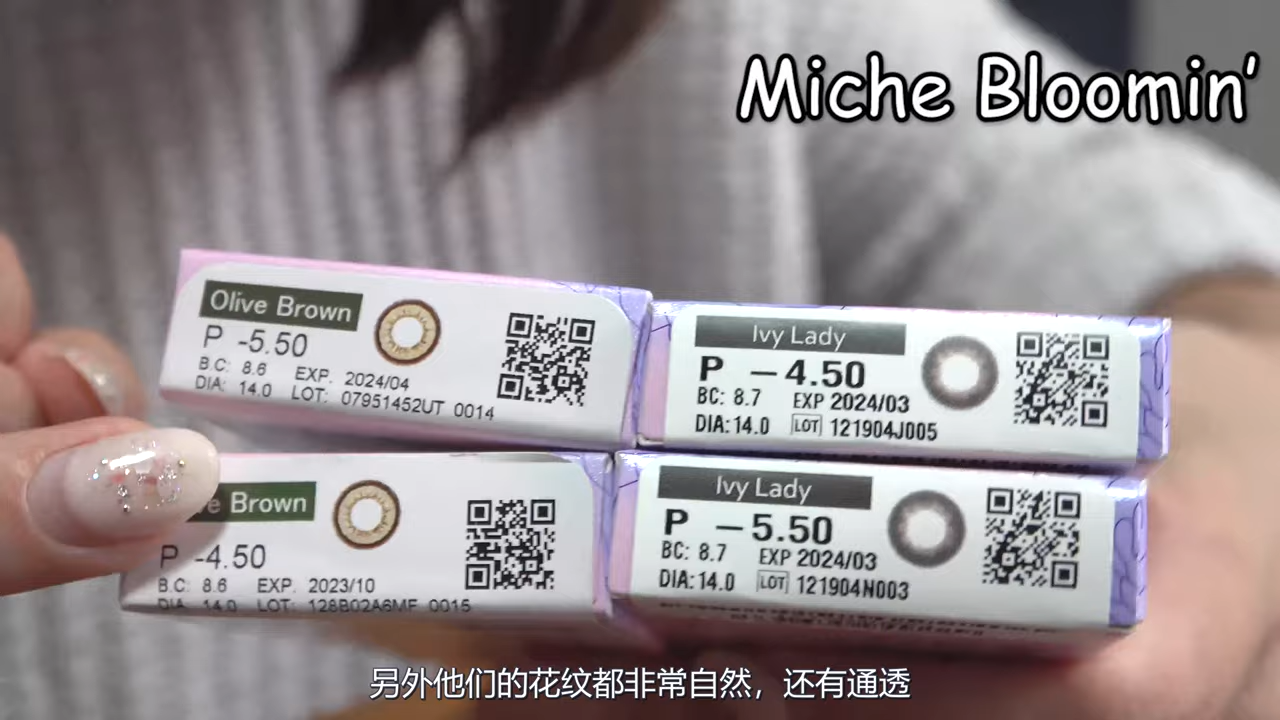 Miche Bloomin'
Olive Brown
P -5.50
B.C: 8.6 EXP. 2024/04
DIA: 14.0 LOT: 07951452UT 0014
Ivy Lady
P －4.50
BC: 8.7 EXP 2024/03
DIA: 14.0 LOT 121904J005
Brown
P -4.50
B.C: 8.6 EXP. 2023/10
DIA: 14.0 LOT: 128B02A6MF 0015
Ivy Lady
P －5.50
BC: 8.7 EXP 2024/03
DIA: 14.0 LOT 121904N003
另外他们的花纹都非常自然，还有通透